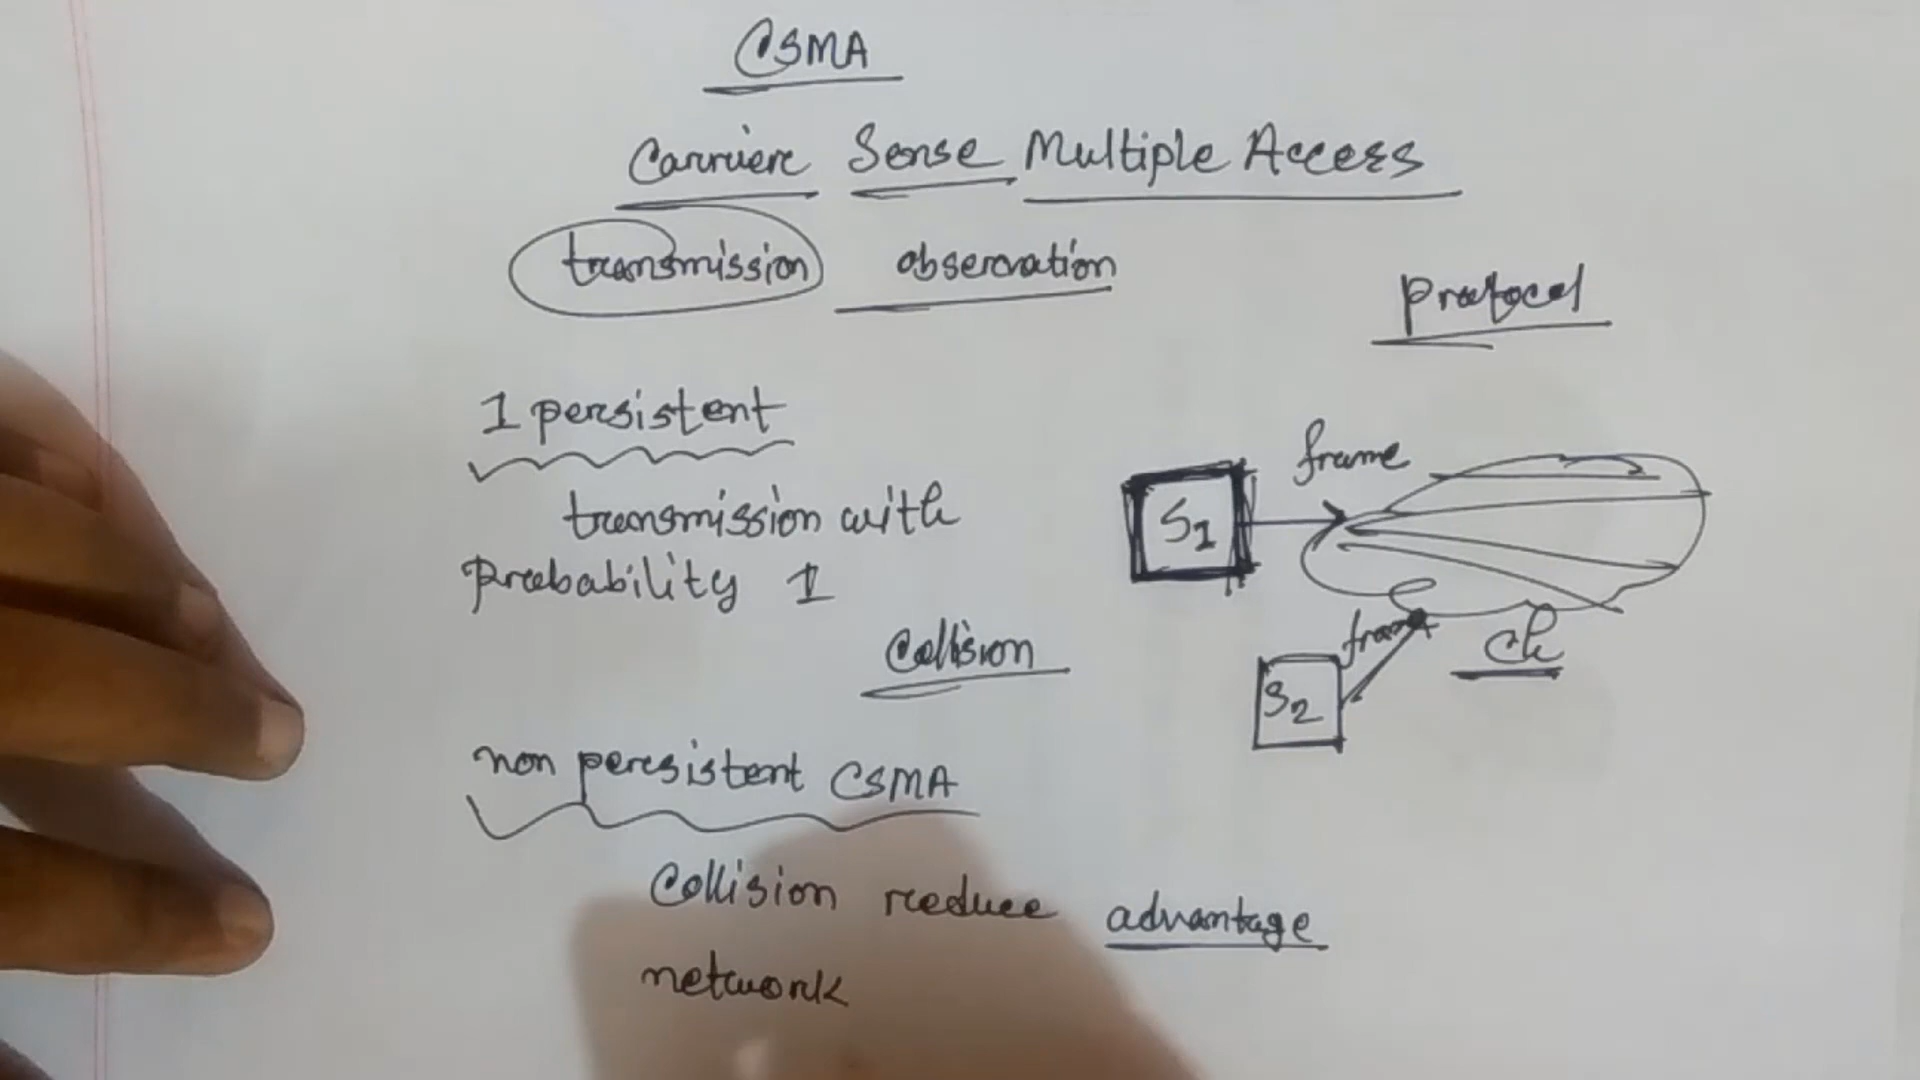 CSMA
Carrier Sense Multiple Access
transmission observation
Protocol
1 persistent
frame
S1
transmission with
probability 1
frame
ch
Collision
S2
non persistent CSMA
Collision reduce advantage
network